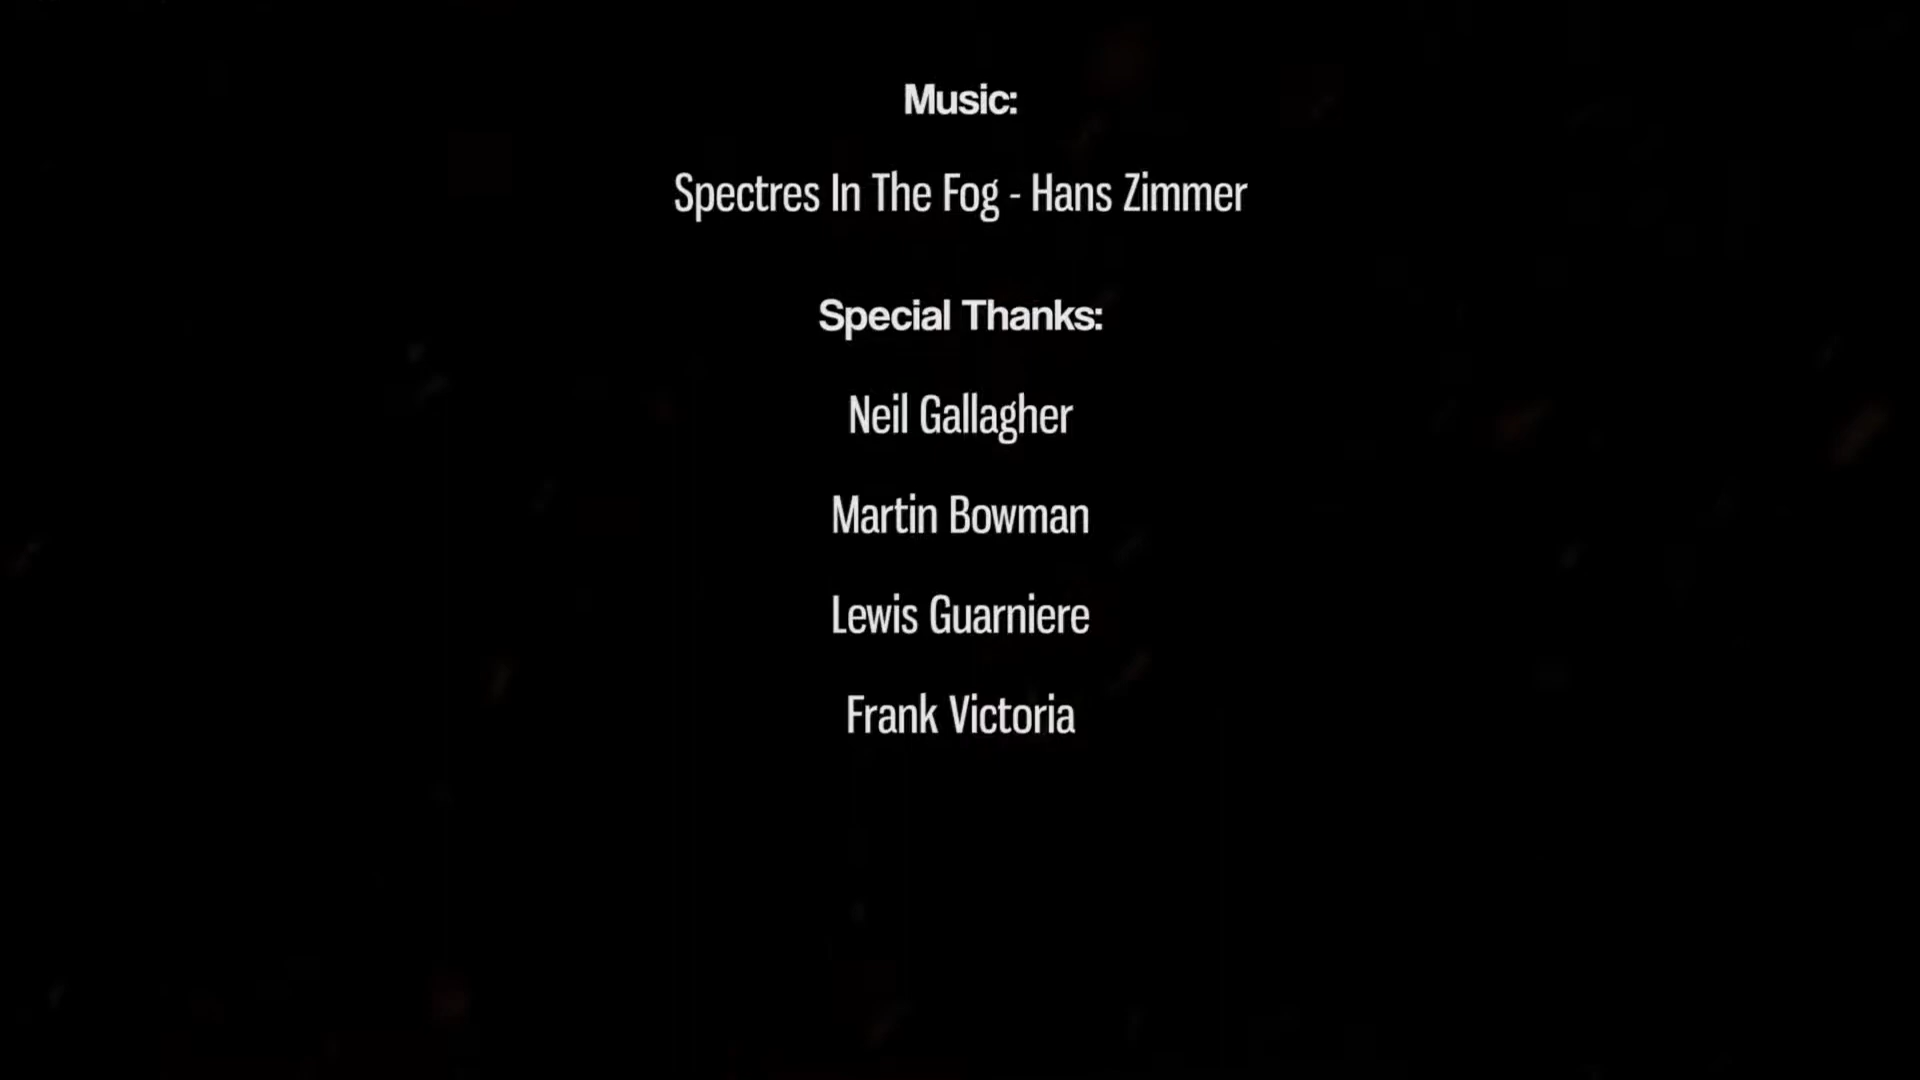 Music:
Spectres In The Fog - Hans Zimmer
Special Thanks:
Neil Gallagher
Martin Bowman
Lewis Guarniere
Frank Victoria